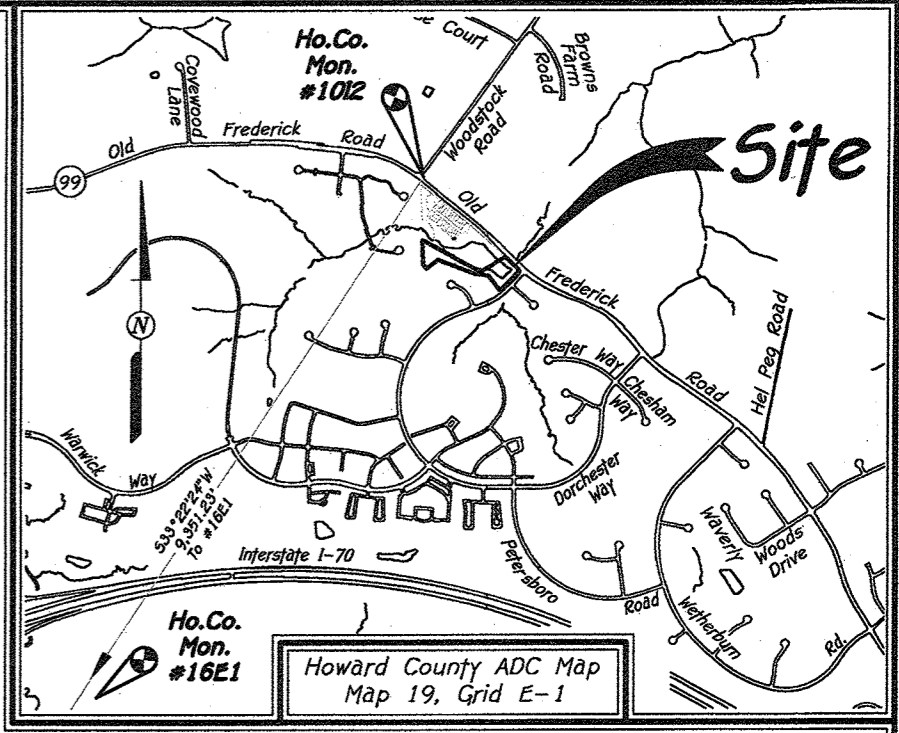 Ho.Co.
Mon.
#1012
Court
Browns
Farm
Road
Covewood
Lane
Woodstock
Road
Old Frederick Road
99
Site
Old
Frederick
Road
N
Chester Way
Chesham
Way
Hel Peg Road
Warwick
Way
S33°22'24"W
9,351.29'
To #16E1
Dorchester
Way
Interstate I-70
Petersboro
Road
Waverly
Woods
Drive
Wetherburn
Rd.
Ho.Co.
Mon.
#16E1
Howard County ADC Map
Map 19, Grid E-1